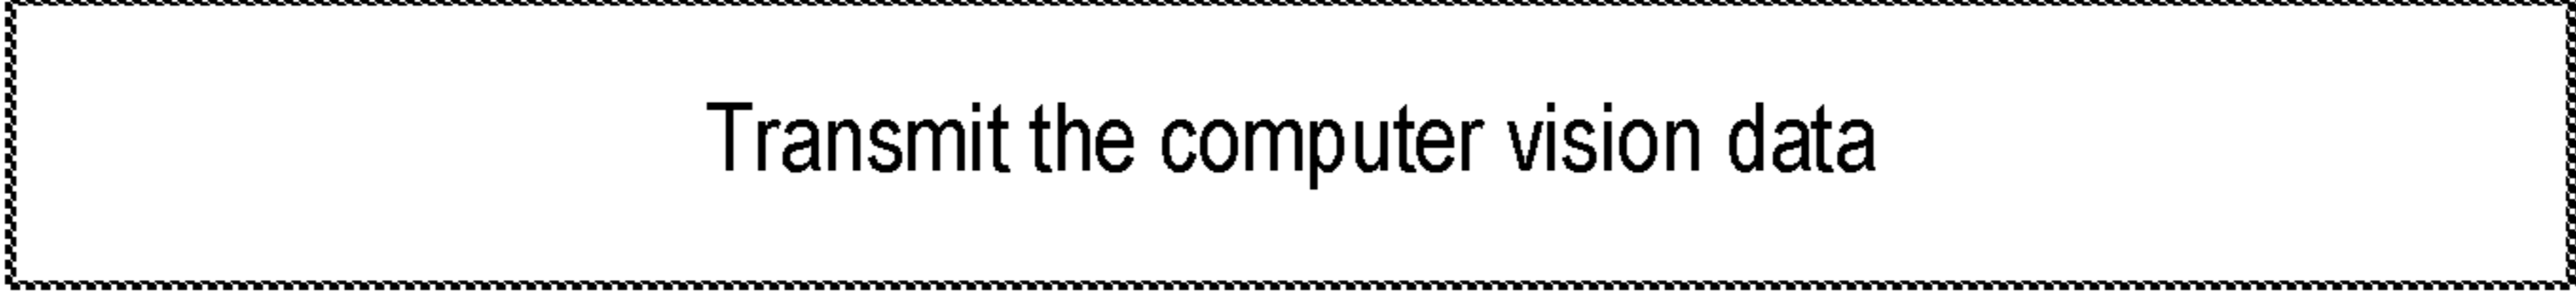 Transmit the computer vision data